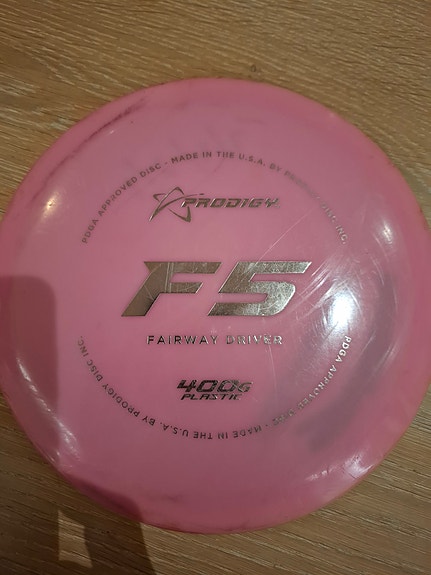 PDGA APPROVED DISC - MADE IN THE U.S.A. BY PRODIGY DISC INC.
PRODIGY
F5
FAIRWAY DRIVER
400G
PLASTIC
PDGA APPROVED DISC - MADE IN THE U.S.A. BY PRODIGY DISC INC.